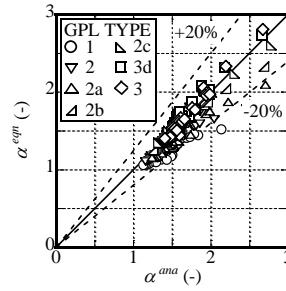 3
GPL TYPE
1
2c
2
3d
2a
3
2b
+20%
-20%
2
1
0
α^eqn (-)
0
1
2
3
α^ana (-)